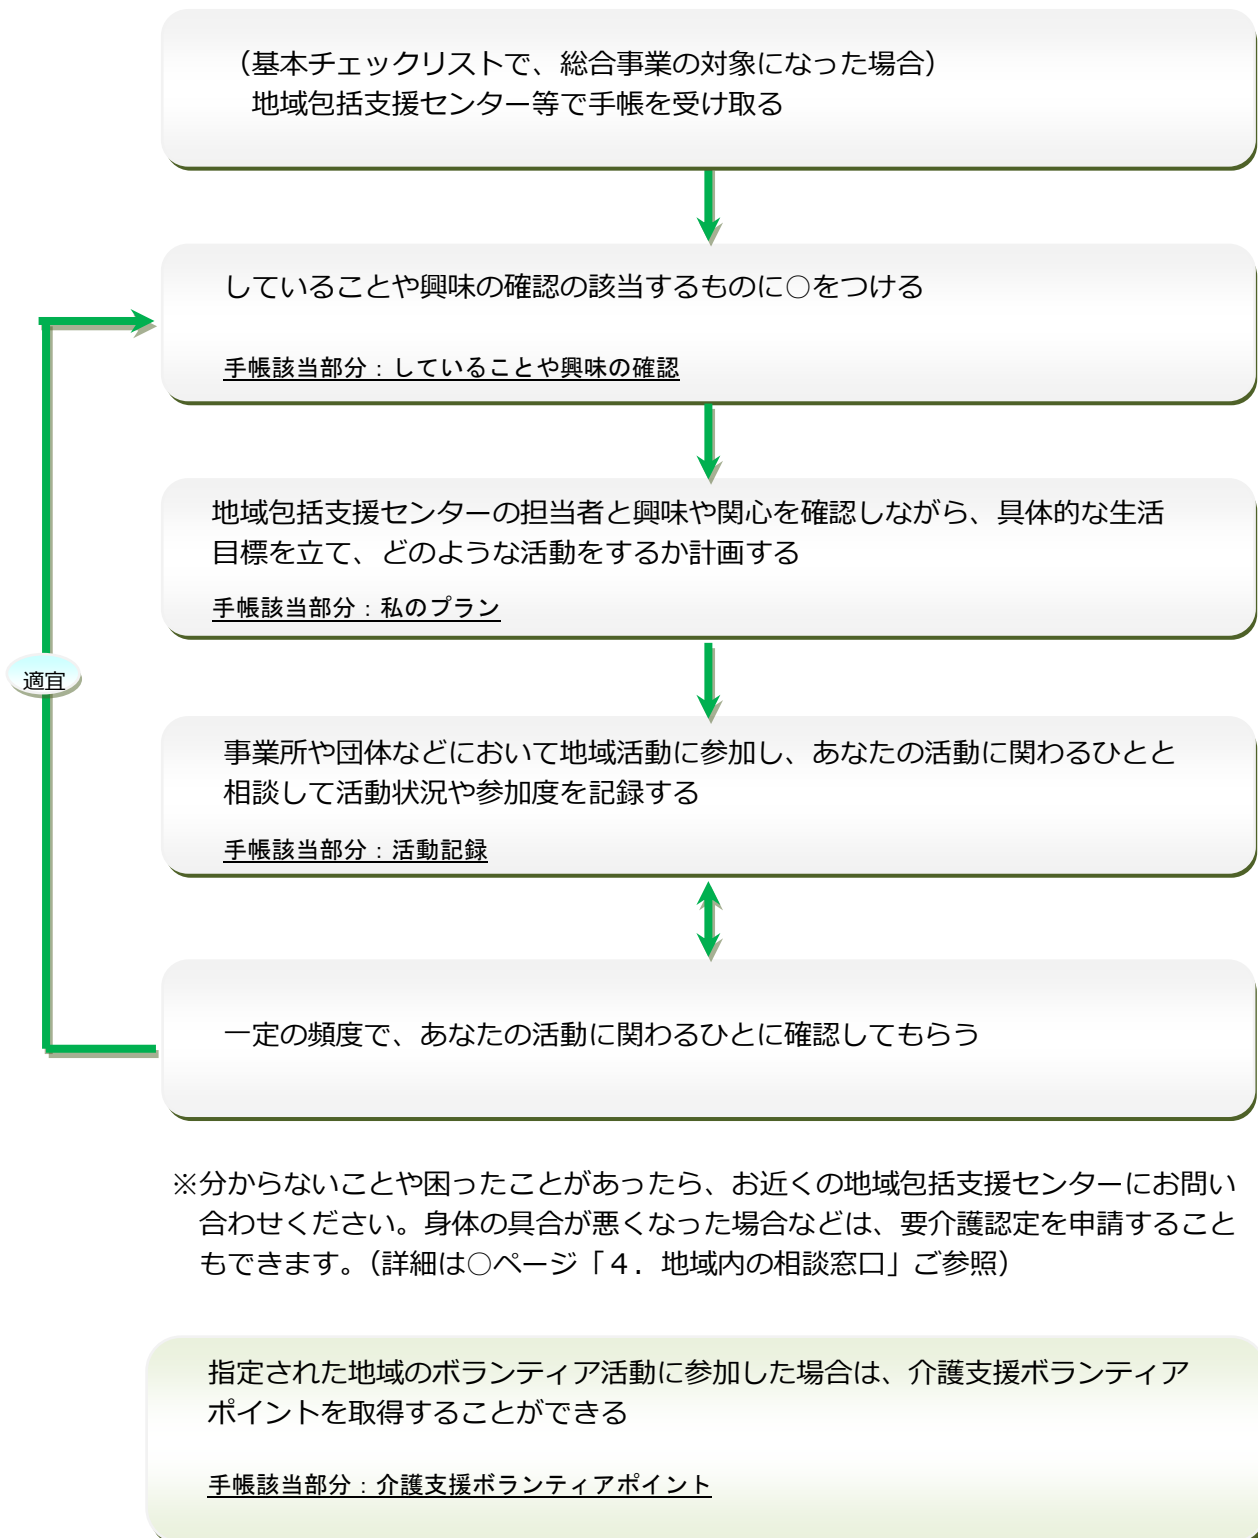 （基本チェックリストで、総合事業の対象になった場合）
地域包括支援センター等で手帳を受け取る
していることや興味の確認の該当するものに○をつける
手帳該当部分：していることや興味の確認
地域包括支援センターの担当者と興味や関心を確認しながら、具体的な生活
目標を立て、どのような活動をするか計画する
手帳該当部分：私のプラン
適宜
事業所や団体などにおいて地域活動に参加し、あなたの活動に関わるひとと
相談して活動状況や参加度を記録する
手帳該当部分：活動記録
一定の頻度で、あなたの活動に関わるひとに確認してもらう
※分からないことや困ったことがあったら、お近くの地域包括支援センターにお問い
合わせください。身体の具合が悪くなった場合などは、要介護認定を申請すること
もできます。（詳細は○ページ「４．地域内の相談窓口」ご参照）
指定された地域のボランティア活動に参加した場合は、介護支援ボランティア
ポイントを取得することができる
手帳該当部分：介護支援ボランティアポイント